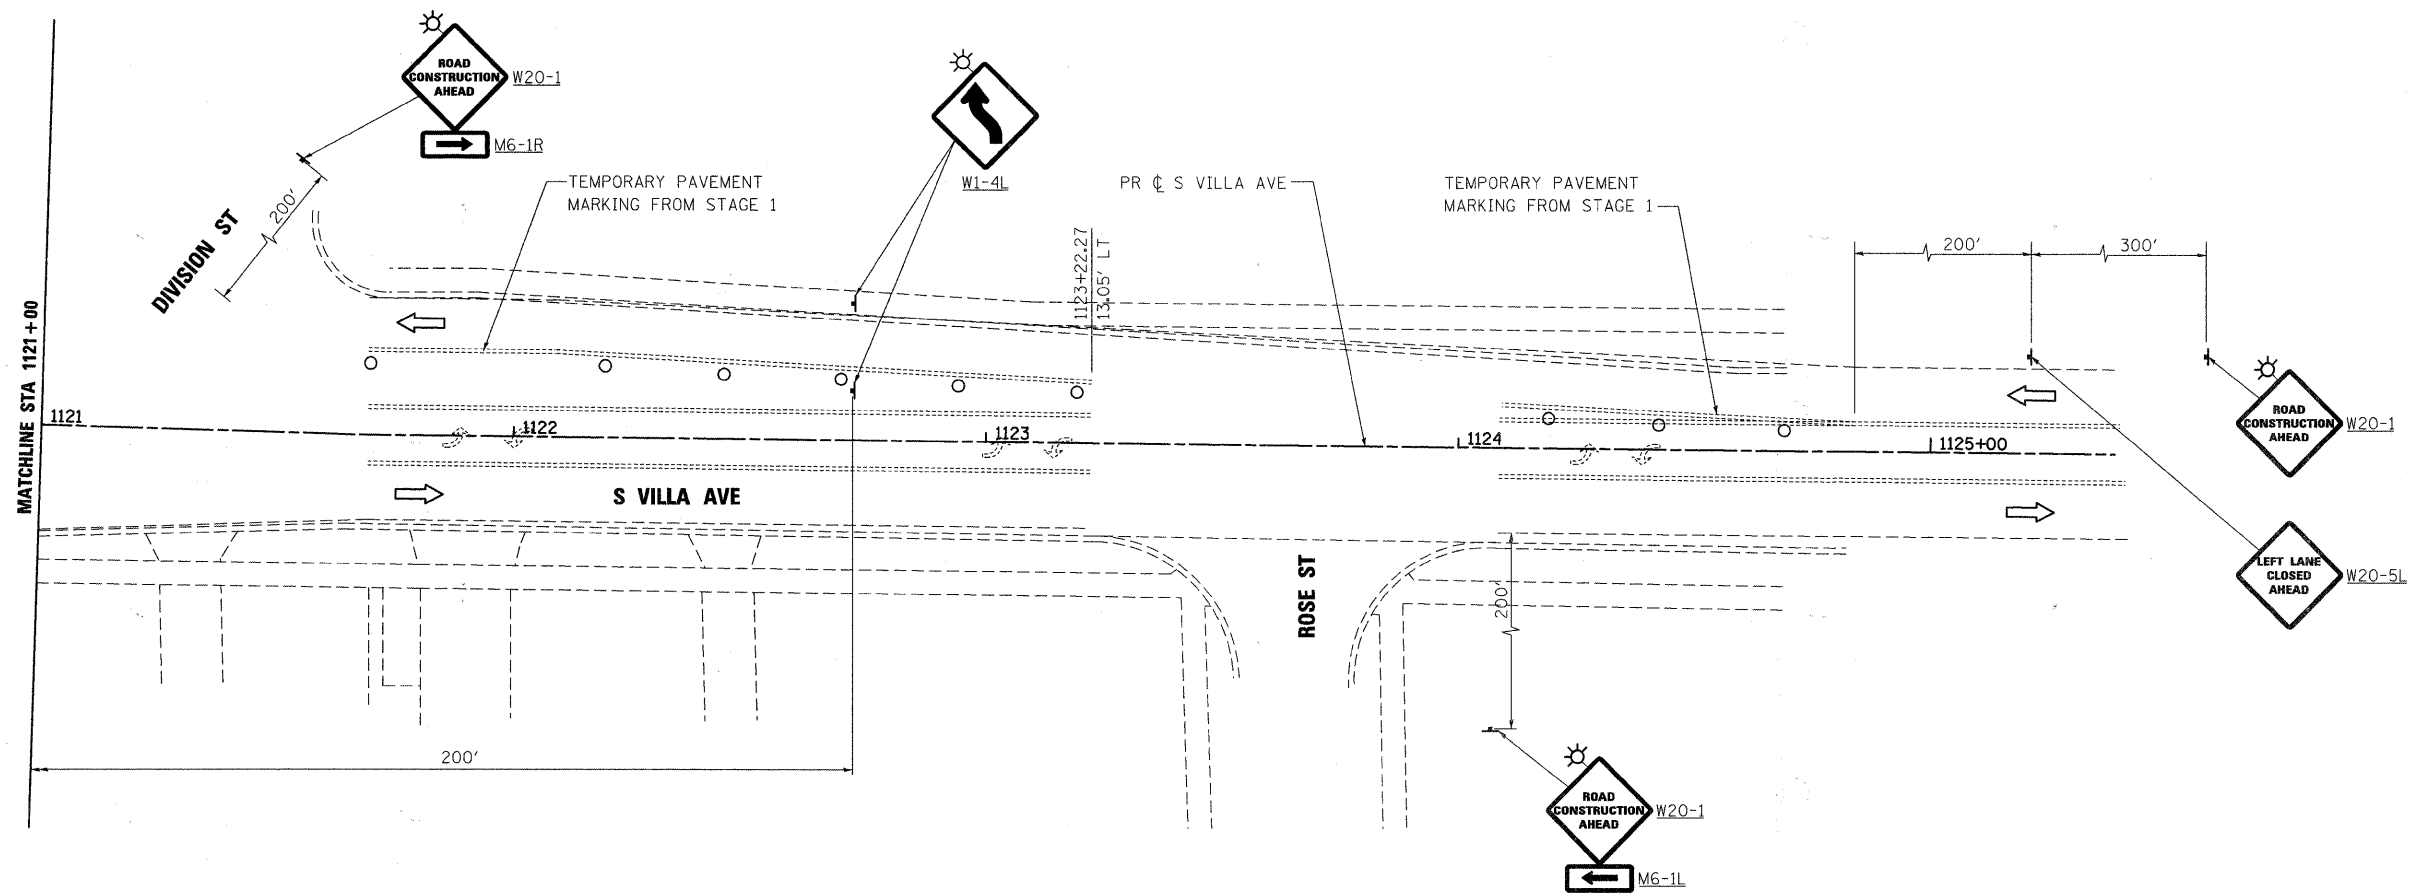 ROAD
CONSTRUCTION
AHEAD
W20-1
M6-1R
200'
DIVISION ST
TEMPORARY PAVEMENT
MARKING FROM STAGE 1
W1-4L
PR ℄ S VILLA AVE
1123+22.27
13.05' LT
TEMPORARY PAVEMENT
MARKING FROM STAGE 1
200'
300'
ROAD
CONSTRUCTION
AHEAD
W20-1
LEFT LANE
CLOSED
AHEAD
W20-5L
MATCHLINE STA 1121+00
1121
1122
1123
1124
1125+00
S VILLA AVE
ROSE ST
200'
200'
ROAD
CONSTRUCTION
AHEAD
W20-1
M6-1L